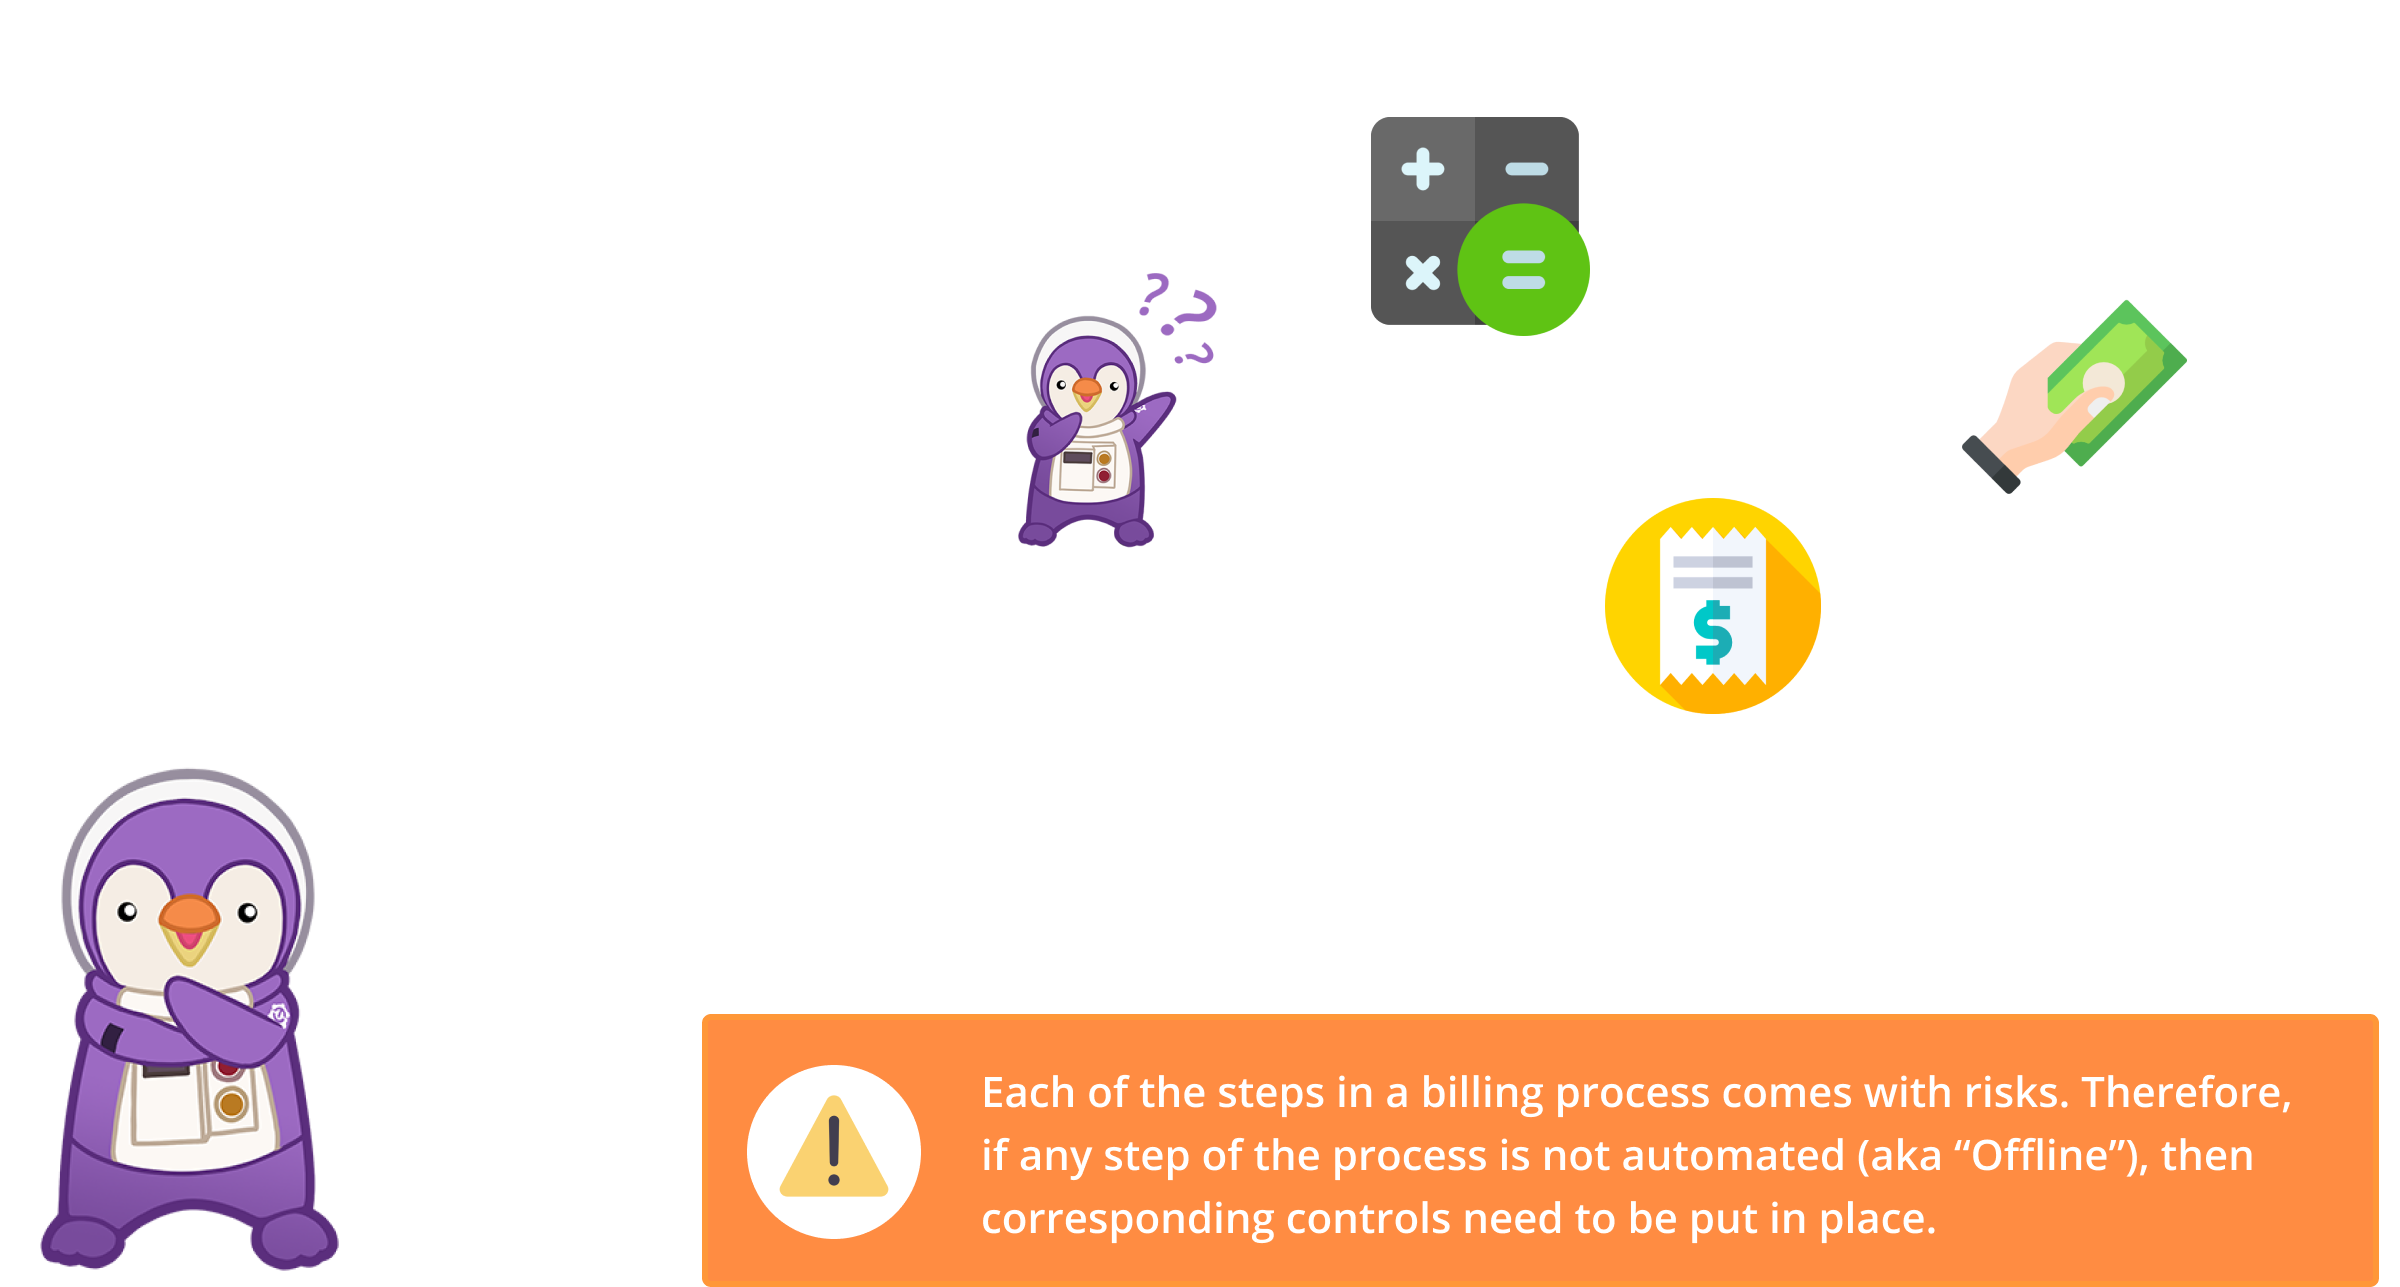 ???
Each of the steps in a billing process comes with risks. Therefore,
if any step of the process is not automated (aka “Offline”), then
corresponding controls need to be put in place.